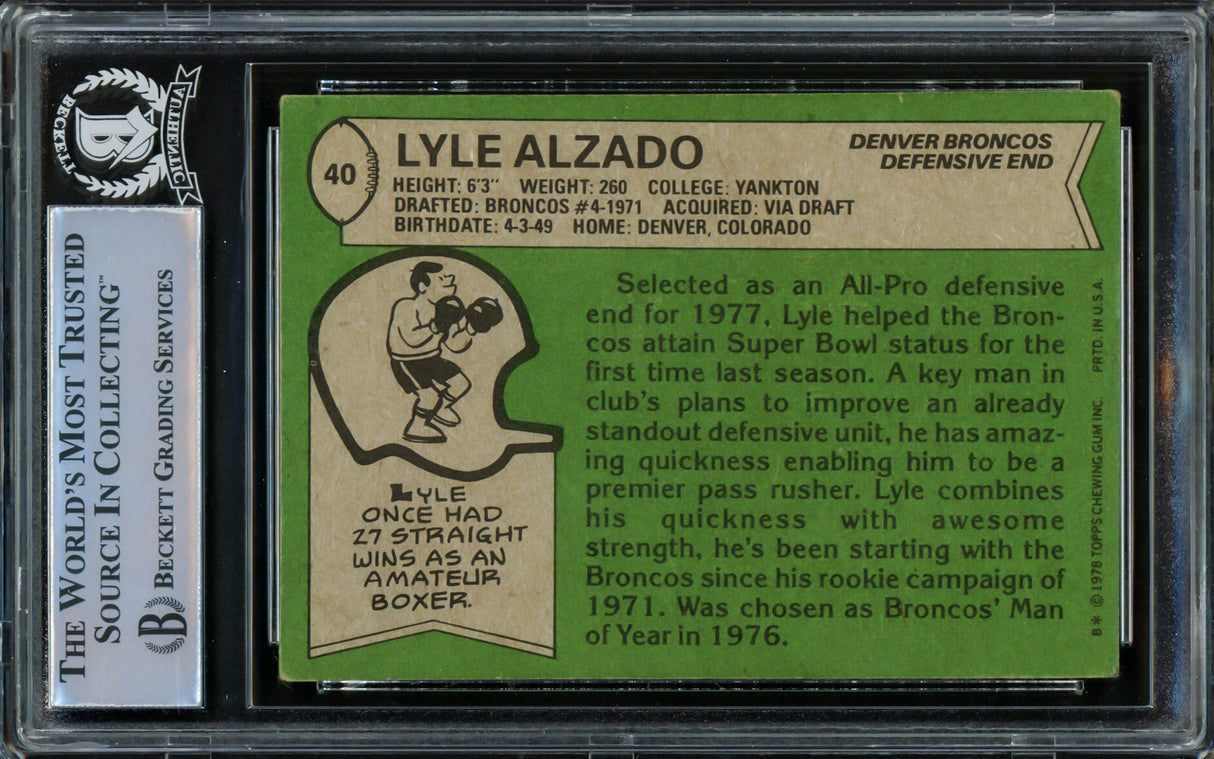 BECKETT
B
AUTHENTIC
THE WORLD'S MOST TRUSTED
SOURCE IN COLLECTING™
B BECKETT GRADING SERVICES
40
LYLE ALZADO
DENVER BRONCOS
DEFENSIVE END
HEIGHT: 6'3" WEIGHT: 260 COLLEGE: YANKTON
DRAFTED: BRONCOS #4-1971 ACQUIRED: VIA DRAFT
BIRTHDATE: 4-3-49 HOME: DENVER, COLORADO
LYLE
ONCE HAD
27 STRAIGHT
WINS AS AN
AMATEUR
BOXER.
Selected as an All-Pro defensive
end for 1977, Lyle helped the Bron-
cos attain Super Bowl status for the
first time last season. A key man in
club's plans to improve an already
standout defensive unit, he has amaz-
ing quickness enabling him to be a
premier pass rusher. Lyle combines
his quickness with awesome
strength, he's been starting with the
Broncos since his rookie campaign of
1971. Was chosen as Broncos' Man
of Year in 1976.
B* © 1978 TOPPS CHEWING GUM INC. PRTD. IN U.S.A.